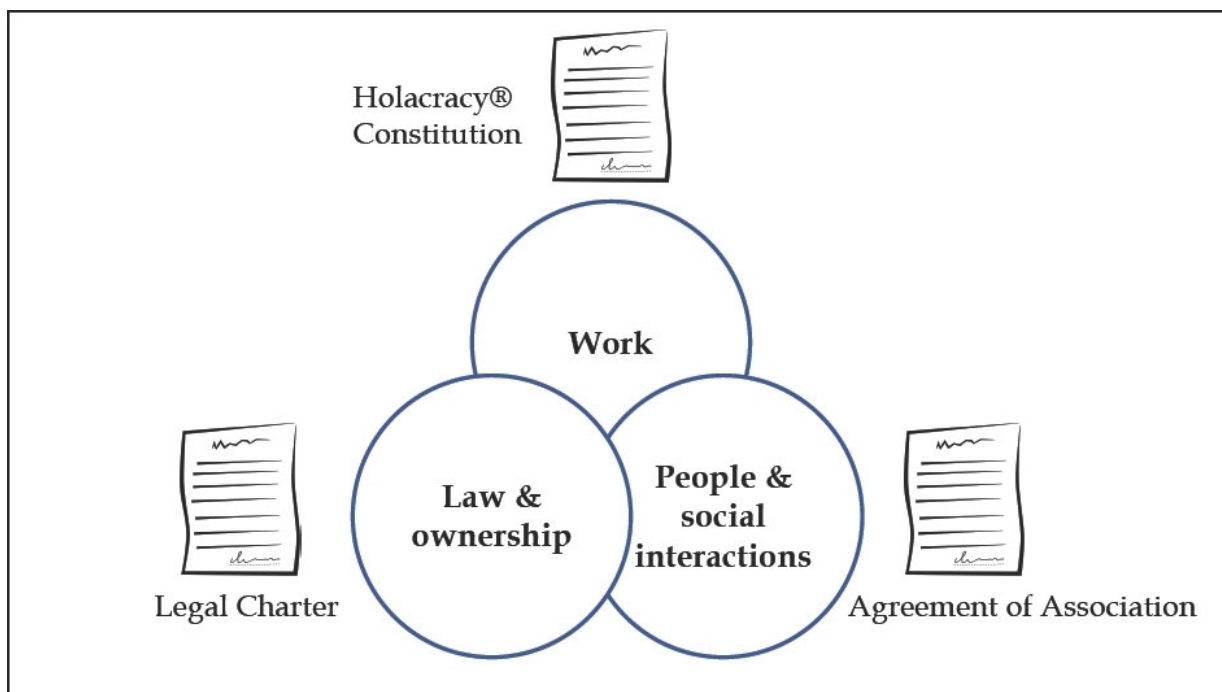 Holacracy®
Constitution
Work
Law &
ownership
People &
social
interactions
Legal Charter
Agreement of Association